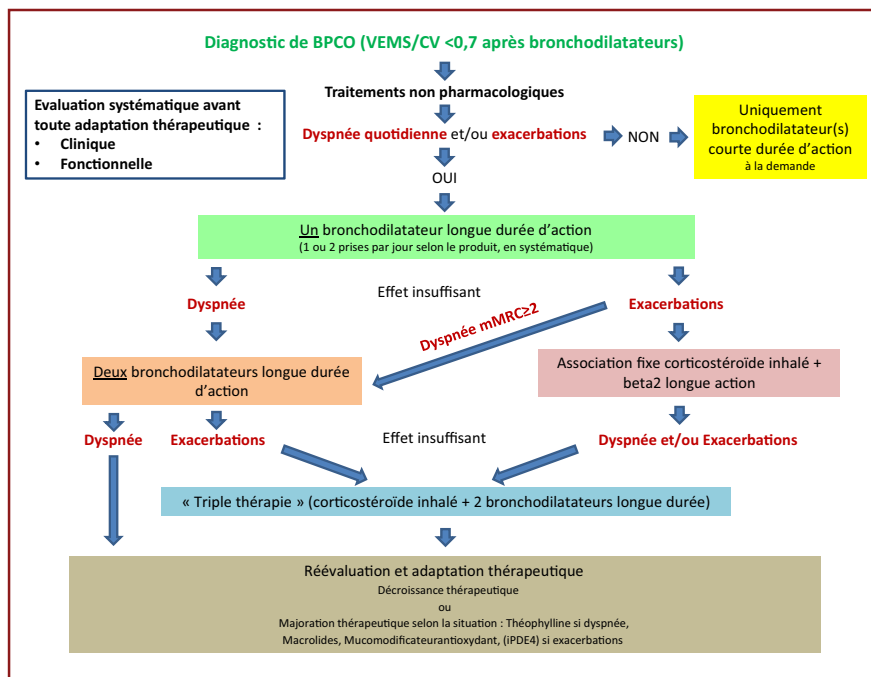 Diagnostic de BPCO (VEMS/CV <0,7 après bronchodilatateurs)
Traitements non pharmacologiques
Evaluation systématique avant
toute adaptation thérapeutique :
• Clinique
• Fonctionnelle
Dyspnée quotidienne et/ou exacerbations
NON
Uniquement
bronchodilatateur(s)
courte durée d'action
à la demande
OUI
Un bronchodilatateur longue durée d'action
(1 ou 2 prises par jour selon le produit, en systématique)
Dyspnée
Effet insuffisant
Exacerbations
Dyspnée mMRC≥2
Deux bronchodilatateurs longue durée
d'action
Association fixe corticostéroïde inhalé +
beta2 longue action
Dyspnée
Exacerbations
Effet insuffisant
Dyspnée et/ou Exacerbations
« Triple thérapie » (corticostéroïde inhalé + 2 bronchodilatateurs longue durée)
Réévaluation et adaptation thérapeutique
Décroissance thérapeutique
ou
Majoration thérapeutique selon la situation : Théophylline si dyspnée,
Macrolides, Mucomodificateurantioxydant, (iPDE4) si exacerbations